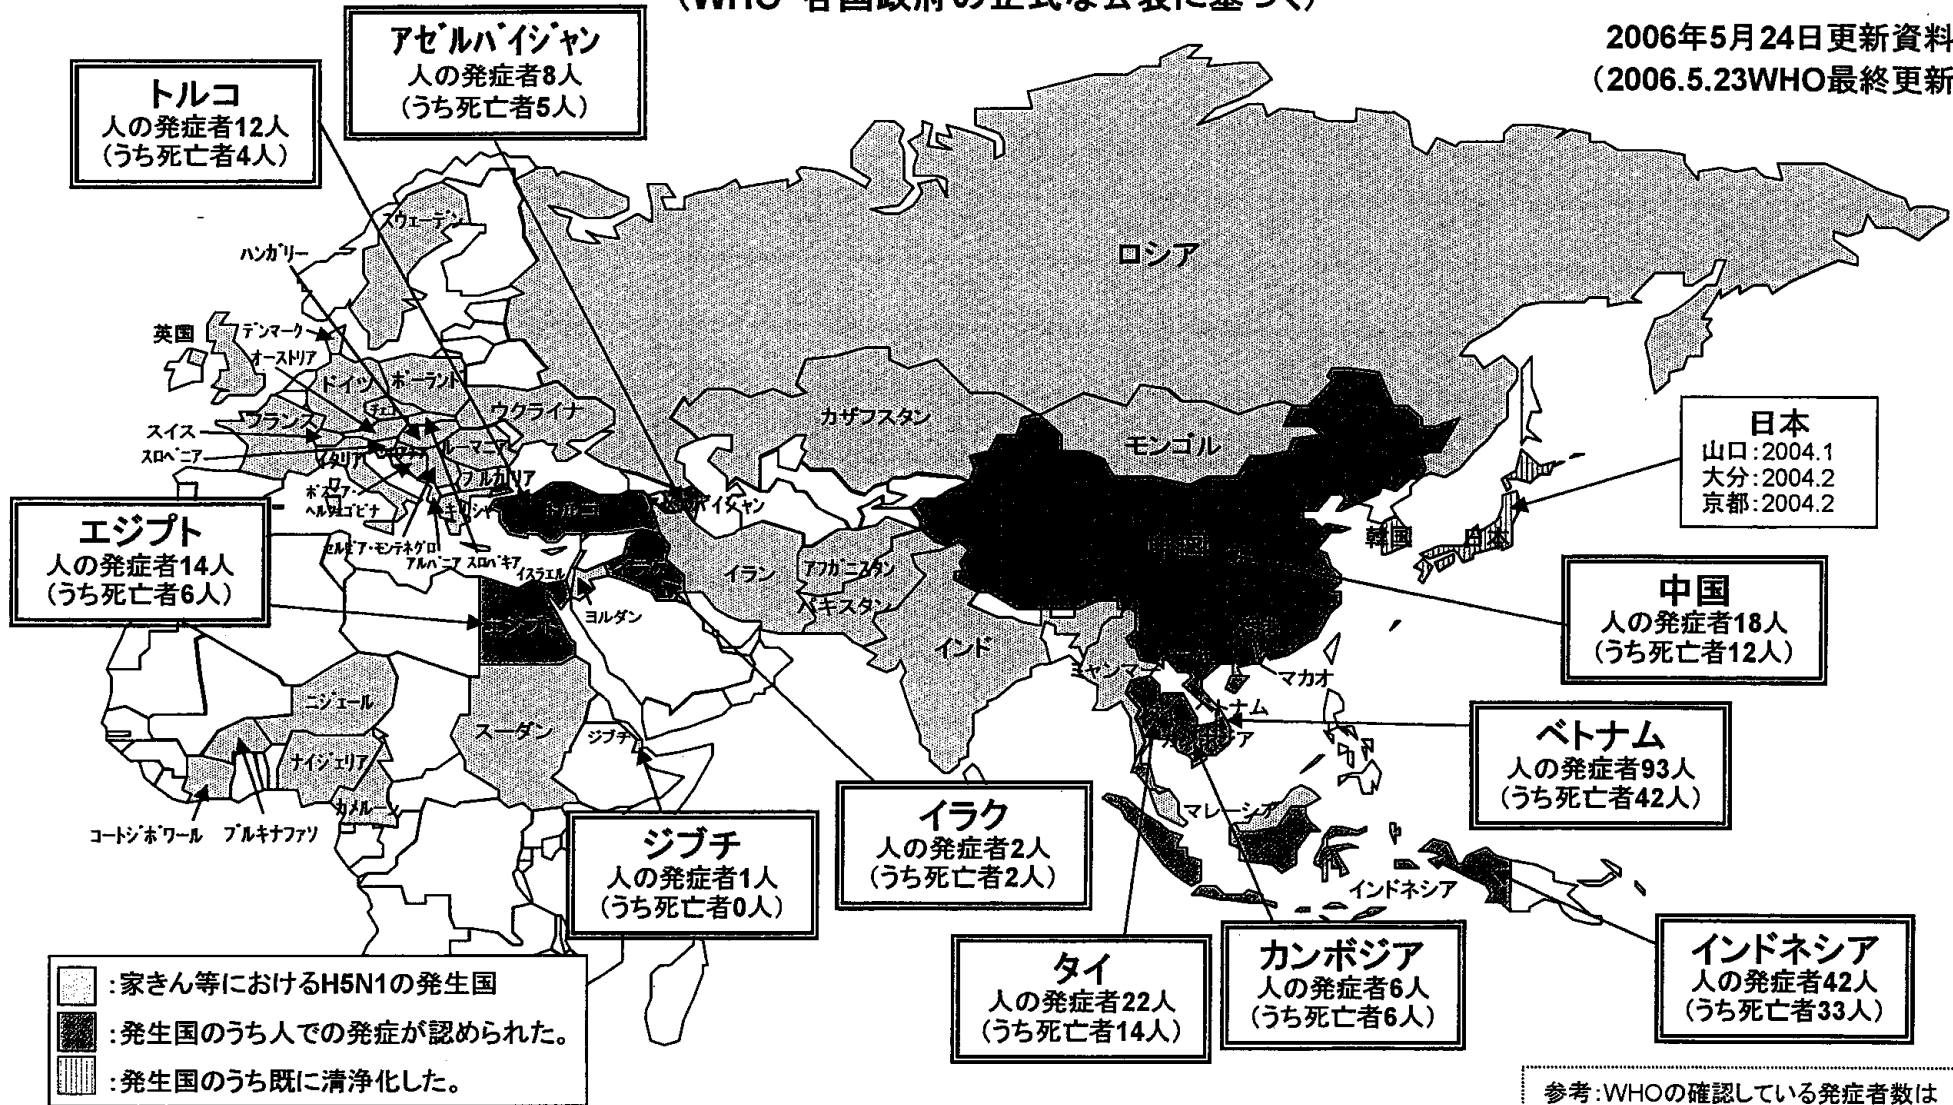 (WHO 各国政府の正式な公表に基づく)
2006年5月24日更新資料
（2006.5.23WHO最終更新
アゼルバイジャン
人の発症者8人
(うち死亡者5人)
トルコ
人の発症者12人
(うち死亡者4人)
スウェーデン
ハンガリー
ロシア
英国
デンマーク
オーストリア
ドイツ
ポーランド
チェコ
ウクライナ
フランス
スイス
スロベニア
イタリア
ルーマニア
ブルガリア
ボスニア・
ヘルツェゴビナ
ギリシャ
トルコ
セルビア・モンテネグロ
アルバニア
スロバキア
イスラエル
ヨルダン
カザフスタン
モンゴル
イラン
アフガニスタン
パキスタン
インド
ミャンマー
韓国
日本
日本
山口:2004.1
大分:2004.2
京都:2004.2
エジプト
人の発症者14人
(うち死亡者6人)
エジプト
中国
人の発症者18人
(うち死亡者12人)
マカオ
ベトナム
ニジェール
スーダン
ジブチ
ナイジェリア
カメルーン
コートジボワール
ブルキナファソ
ベトナム
人の発症者93人
(うち死亡者42人)
マレーシア
インドネシア
ジブチ
人の発症者1人
(うち死亡者0人)
イラク
人の発症者2人
(うち死亡者2人)
タイ
人の発症者22人
(うち死亡者14人)
カンボジア
人の発症者6人
(うち死亡者6人)
インドネシア
人の発症者42人
(うち死亡者33人)
:家きん等におけるH5N1の発生国
:発生国のうち人での発症が認められた。
:発生国のうち既に清浄化した。
参考:WHOの確認している発症者数は